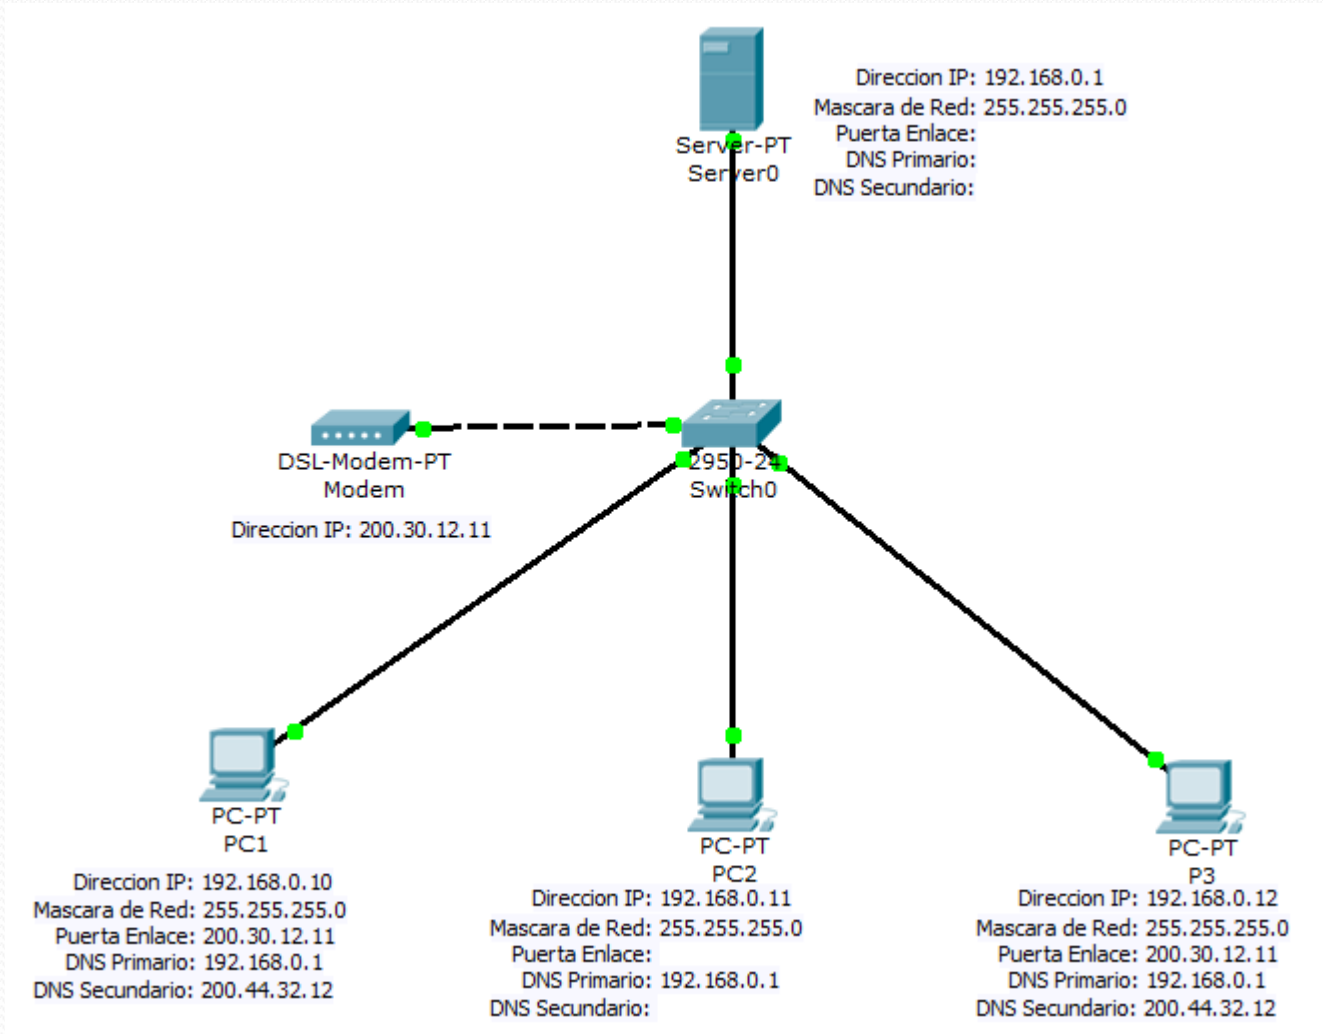 Server-PT
Server0
Direccion IP: 192.168.0.1
Mascara de Red: 255.255.255.0
Puerta Enlace:
DNS Primario:
DNS Secundario:
DSL-Modem-PT
Modem
Direccion IP: 200.30.12.11
2950-24
Switch0
PC-PT
PC1
Direccion IP: 192.168.0.10
Mascara de Red: 255.255.255.0
Puerta Enlace: 200.30.12.11
DNS Primario: 192.168.0.1
DNS Secundario: 200.44.32.12
PC-PT
PC2
Direccion IP: 192.168.0.11
Mascara de Red: 255.255.255.0
Puerta Enlace:
DNS Primario: 192.168.0.1
DNS Secundario:
PC-PT
P3
Direccion IP: 192.168.0.12
Mascara de Red: 255.255.255.0
Puerta Enlace: 200.30.12.11
DNS Primario: 192.168.0.1
DNS Secundario: 200.44.32.12